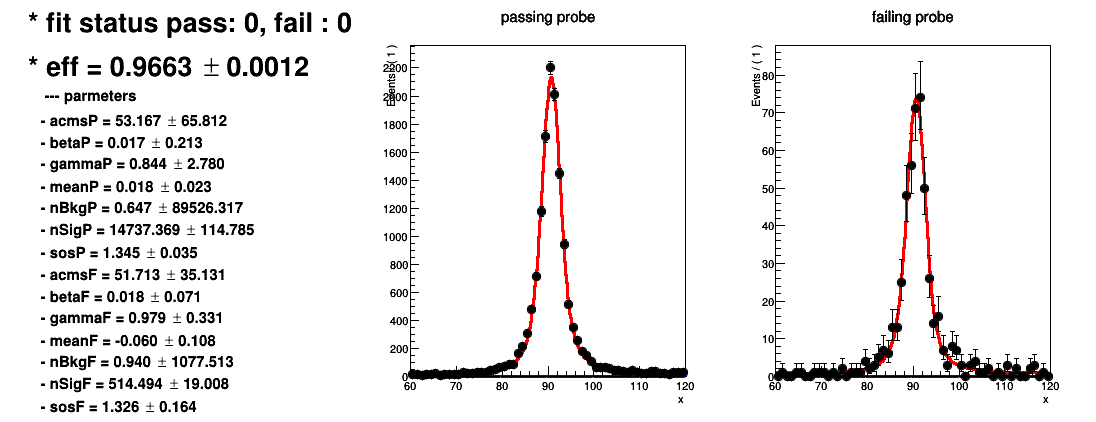 * fit status pass: 0, fail : 0
* eff = 0.9663 ± 0.0012
--- parmeters
- acmsP = 53.167 ± 65.812
- betaP = 0.017 ± 0.213
- gammaP = 0.844 ± 2.780
- meanP = 0.018 ± 0.023
- nBkgP = 0.647 ± 89526.317
- nSigP = 14737.369 ± 114.785
- sosP = 1.345 ± 0.035
- acmsF = 51.713 ± 35.131
- betaF = 0.018 ± 0.071
- gammaF = 0.979 ± 0.331
- meanF = -0.060 ± 0.108
- nBkgF = 0.940 ± 1077.513
- nSigF = 514.494 ± 19.008
- sosF = 1.326 ± 0.164
passing probe
Events / ( 1 )
2200
1800
1600
1400
1200
1000
800
600
400
200
0
60 70 80 90 100 110 120
x
failing probe
Events / ( 1 )
80
70
60
50
40
30
20
10
0
60 70 80 90 100 110 120
x